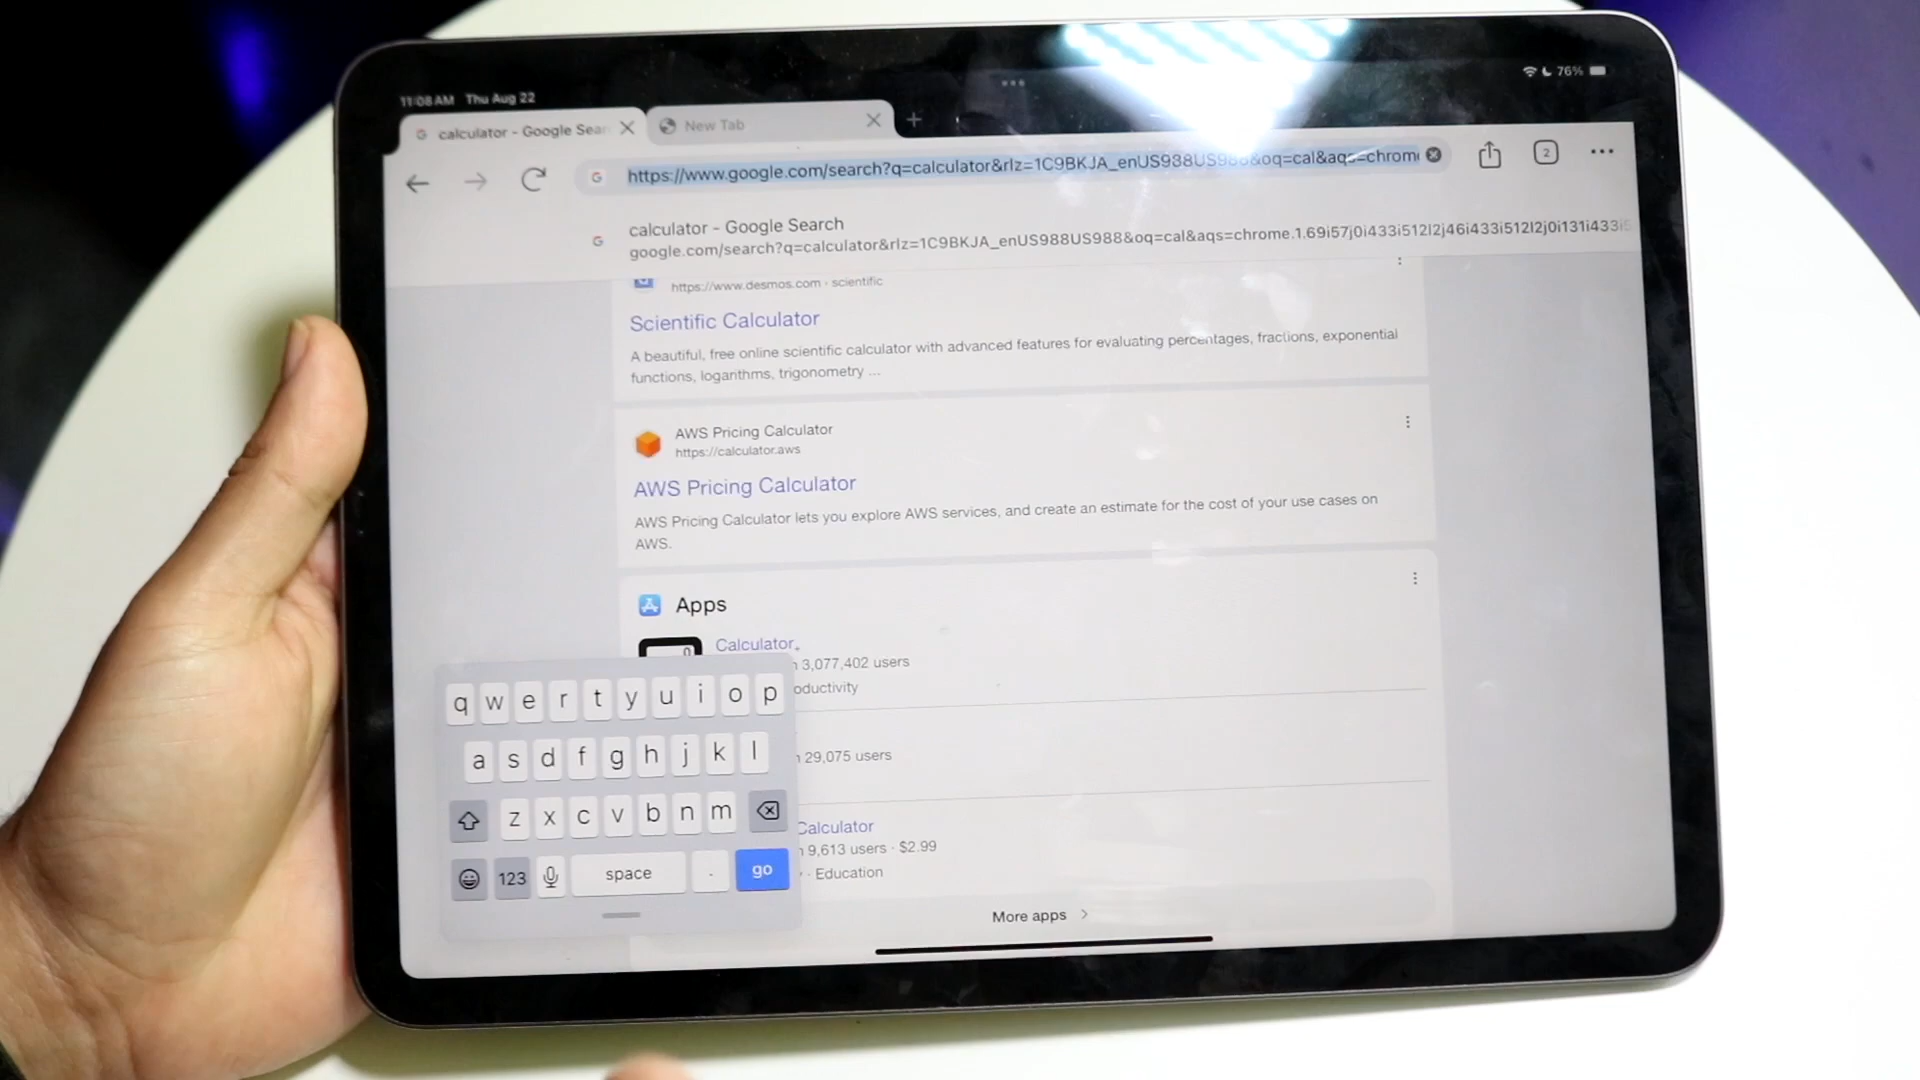 11:08 AM Thu Aug 22
76%
calculator - Google Sear
New Tab
https://www.google.com/search?q=calculator&rlz=1C9BKJA_enUS988US988&oq=cal&aqs=chrom
2
calculator - Google Search
google.com/search?q=calculator&rlz=1C9BKJA_enUS988US988&oq=cal&aqs=chrome.1.69i57j0i433i512l2j46i433i512l2j0i131i433i5
https://www.desmos.com › scientific
Scientific Calculator
A beautiful, free online scientific calculator with advanced features for evaluating percentages, fractions, exponential
functions, logarithms, trigonometry ...
AWS Pricing Calculator
https://calculator.aws
AWS Pricing Calculator
AWS Pricing Calculator lets you explore AWS services, and create an estimate for the cost of your use cases on
AWS.
Apps
0
Calculator.
3,077,402 users
oductivity
29,075 users
Calculator
9,613 users · $2.99
· Education
More apps
q w e r t y u i o p
a s d f g h j k l
z x c v b n m
123 space . go